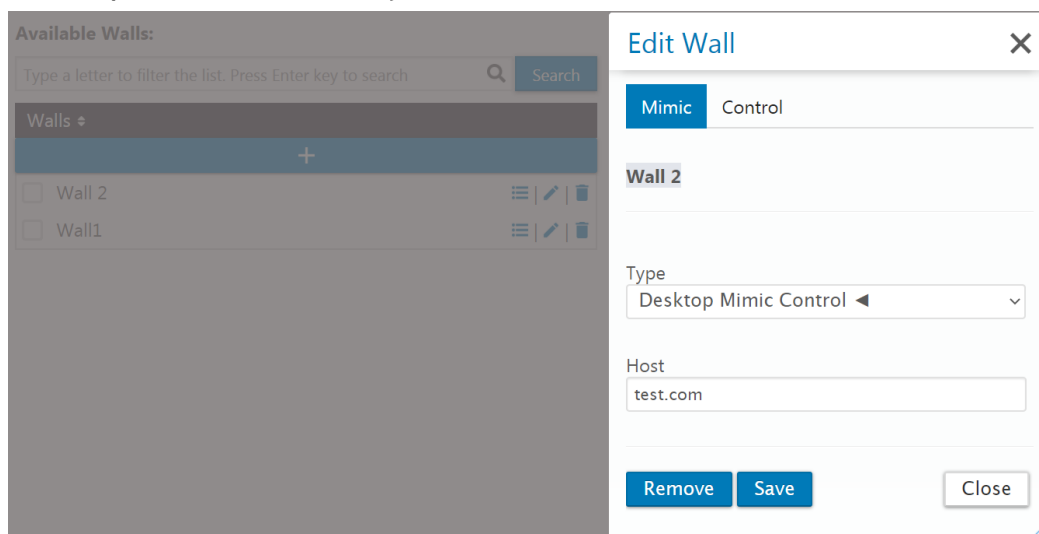 Available Walls:
Type a letter to filter the list. Press Enter key to search
Search
Walls
+
Wall 2
Wall1
Edit Wall
Mimic
Control
Wall 2
Type
Desktop Mimic Control ◄
Host
test.com
Remove
Save
Close